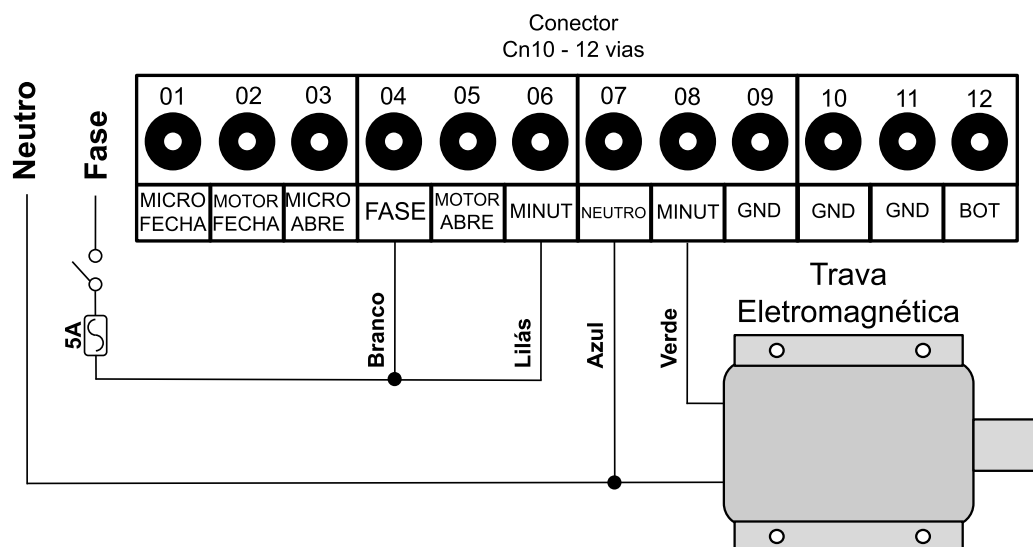 Conector
Cn10 - 12 vias
Neutro
Fase
01 02 03 04 05 06 07 08 09 10 11 12
MICRO FECHA
MOTOR FECHA
MICRO ABRE
FASE
MOTOR ABRE
MINUT
NEUTRO
MINUT
GND
GND
GND
BOT
5A
Branco
Lilás
Azul
Verde
Trava
Eletromagnética